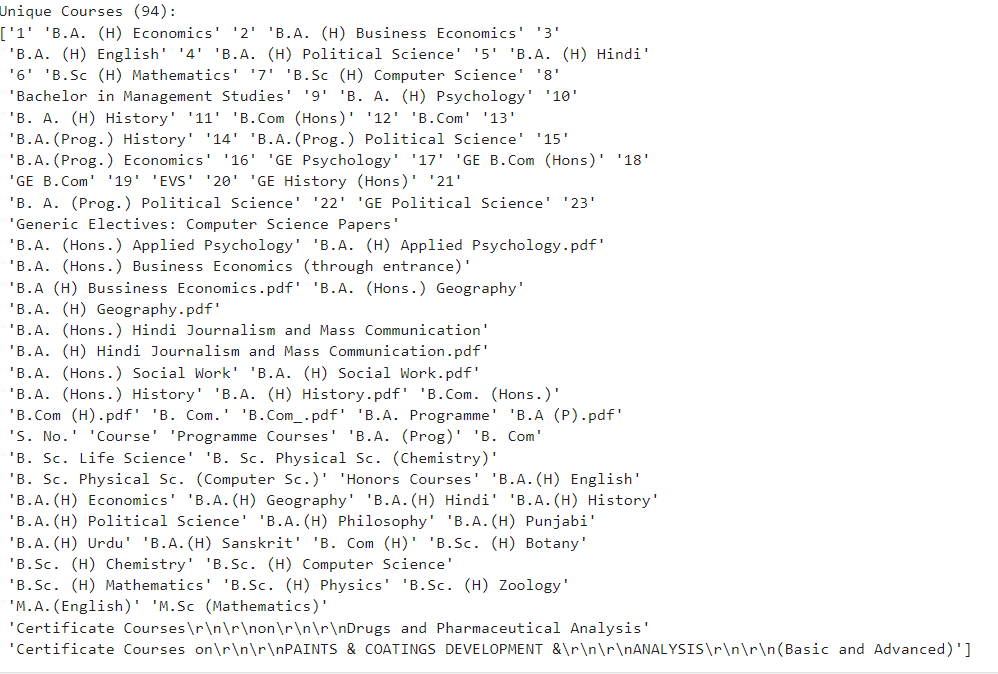 Unique Courses (94):
['1' 'B.A. (H) Economics' '2' 'B.A. (H) Business Economics' '3'
'B.A. (H) English' '4' 'B.A. (H) Political Science' '5' 'B.A. (H) Hindi'
'6' 'B.Sc (H) Mathematics' '7' 'B.Sc (H) Computer Science' '8'
'Bachelor in Management Studies' '9' 'B. A. (H) Psychology' '10'
'B. A. (H) History' '11' 'B.Com (Hons)' '12' 'B.Com' '13'
'B.A.(Prog.) History' '14' 'B.A.(Prog.) Political Science' '15'
'B.A.(Prog.) Economics' '16' 'GE Psychology' '17' 'GE B.Com (Hons)' '18'
'GE B.Com' '19' 'EVS' '20' 'GE History (Hons)' '21'
'B. A. (Prog.) Political Science' '22' 'GE Political Science' '23'
'Generic Electives: Computer Science Papers'
'B.A. (Hons.) Applied Psychology' 'B.A. (H) Applied Psychology.pdf'
'B.A. (Hons.) Business Economics (through entrance)'
'B.A (H) Bussiness Economics.pdf' 'B.A. (Hons.) Geography'
'B.A. (H) Geography.pdf'
'B.A. (Hons.) Hindi Journalism and Mass Communication'
'B.A. (H) Hindi Journalism and Mass Communication.pdf'
'B.A. (Hons.) Social Work' 'B.A. (H) Social Work.pdf'
'B.A. (Hons.) History' 'B.A. (H) History.pdf' 'B.Com. (Hons.)'
'B.Com (H).pdf' 'B. Com.' 'B.Com_.pdf' 'B.A. Programme' 'B.A (P).pdf'
'S. No.' 'Course' 'Programme Courses' 'B.A. (Prog)' 'B. Com'
'B. Sc. Life Science' 'B. Sc. Physical Sc. (Chemistry)'
'B. Sc. Physical Sc. (Computer Sc.)' 'Honors Courses' 'B.A.(H) English'
'B.A.(H) Economics' 'B.A.(H) Geography' 'B.A.(H) Hindi' 'B.A.(H) History'
'B.A.(H) Political Science' 'B.A.(H) Philosophy' 'B.A.(H) Punjabi'
'B.A.(H) Urdu' 'B.A.(H) Sanskrit' 'B. Com (H)' 'B.Sc. (H) Botany'
'B.Sc. (H) Chemistry' 'B.Sc. (H) Computer Science'
'B.Sc. (H) Mathematics' 'B.Sc. (H) Physics' 'B.Sc. (H) Zoology'
'M.A.(English)' 'M.Sc (Mathematics)'
'Certificate Courses\r\n\r\non\r\n\r\nDrugs and Pharmaceutical Analysis'
'Certificate Courses on\r\n\r\nPAINTS & COATINGS DEVELOPMENT &\r\n\r\nANALYSIS\r\n\r\n(Basic and Advanced)']